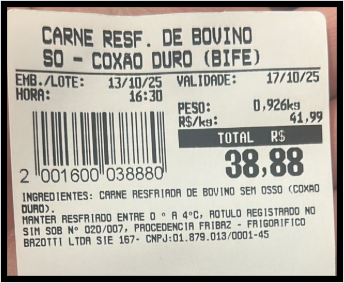 CARNE RESF. DE BOVINO
SO - COXÃO DURO (BIFE)
EMB./LOTE: 13/10/25 VALIDADE: 17/10/25
HORA: 16:30
PESO: 0,926kg
R$/kg: 41,99
TOTAL R$
38,88
2 001600 038880
INGREDIENTES: CARNE RESFRIADA DE BOVINO SEM OSSO (COXAO
DURO).
MANTER RESFRIADO ENTRE 0 ° A 4°C, ROTULO REGISTRADO NO
SIM SOB N° 020/007, PROCEDENCIA FRIBAZ - FRIGORIFICO
BAZOTTI LTDA SIE 167- CNPJ:01.879.013/0001-45